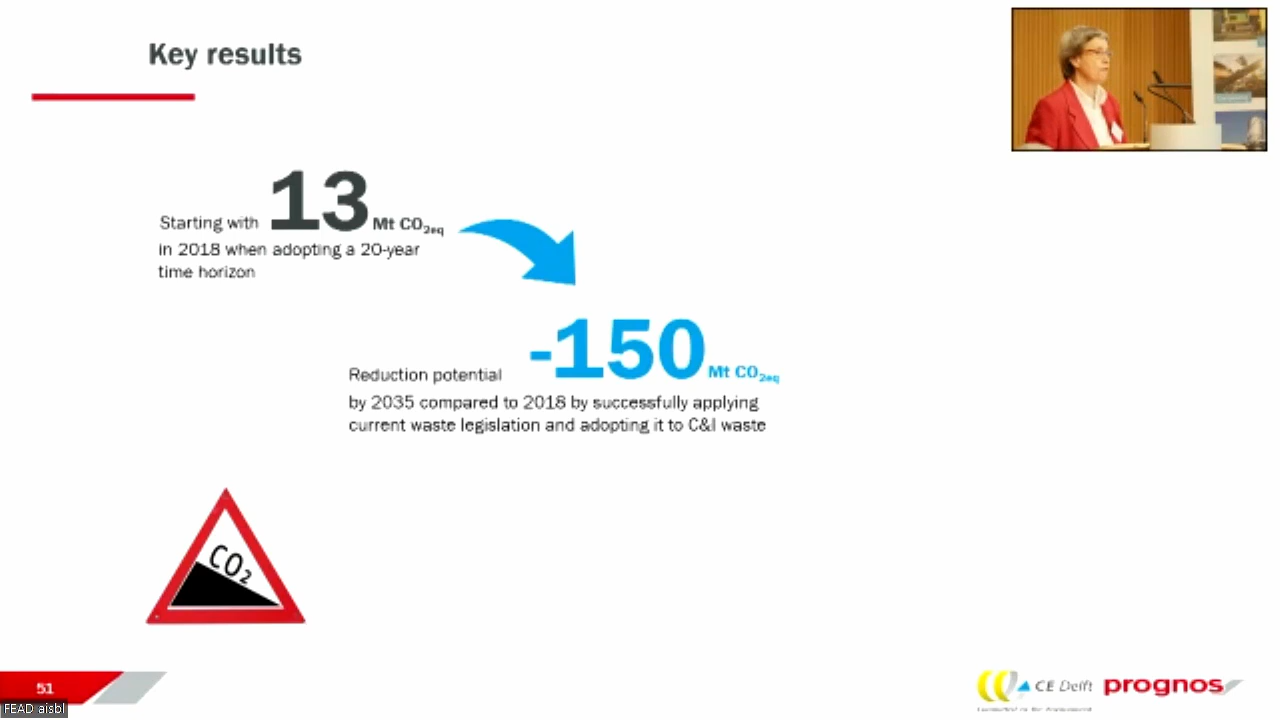 Key results
Starting with 13 Mt CO2eq
in 2018 when adopting a 20-year
time horizon
-150 Mt CO2eq
Reduction potential
by 2035 compared to 2018 by successfully applying
current waste legislation and adopting it to C&I waste
CO2
51
FEAD aisbl
CE Delft
prognos